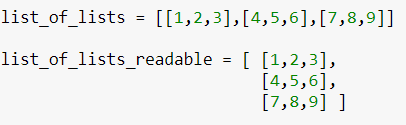 list_of_lists = [[1,2,3],[4,5,6],[7,8,9]]
list_of_lists_readable = [ [1,2,3],
[4,5,6],
[7,8,9] ]